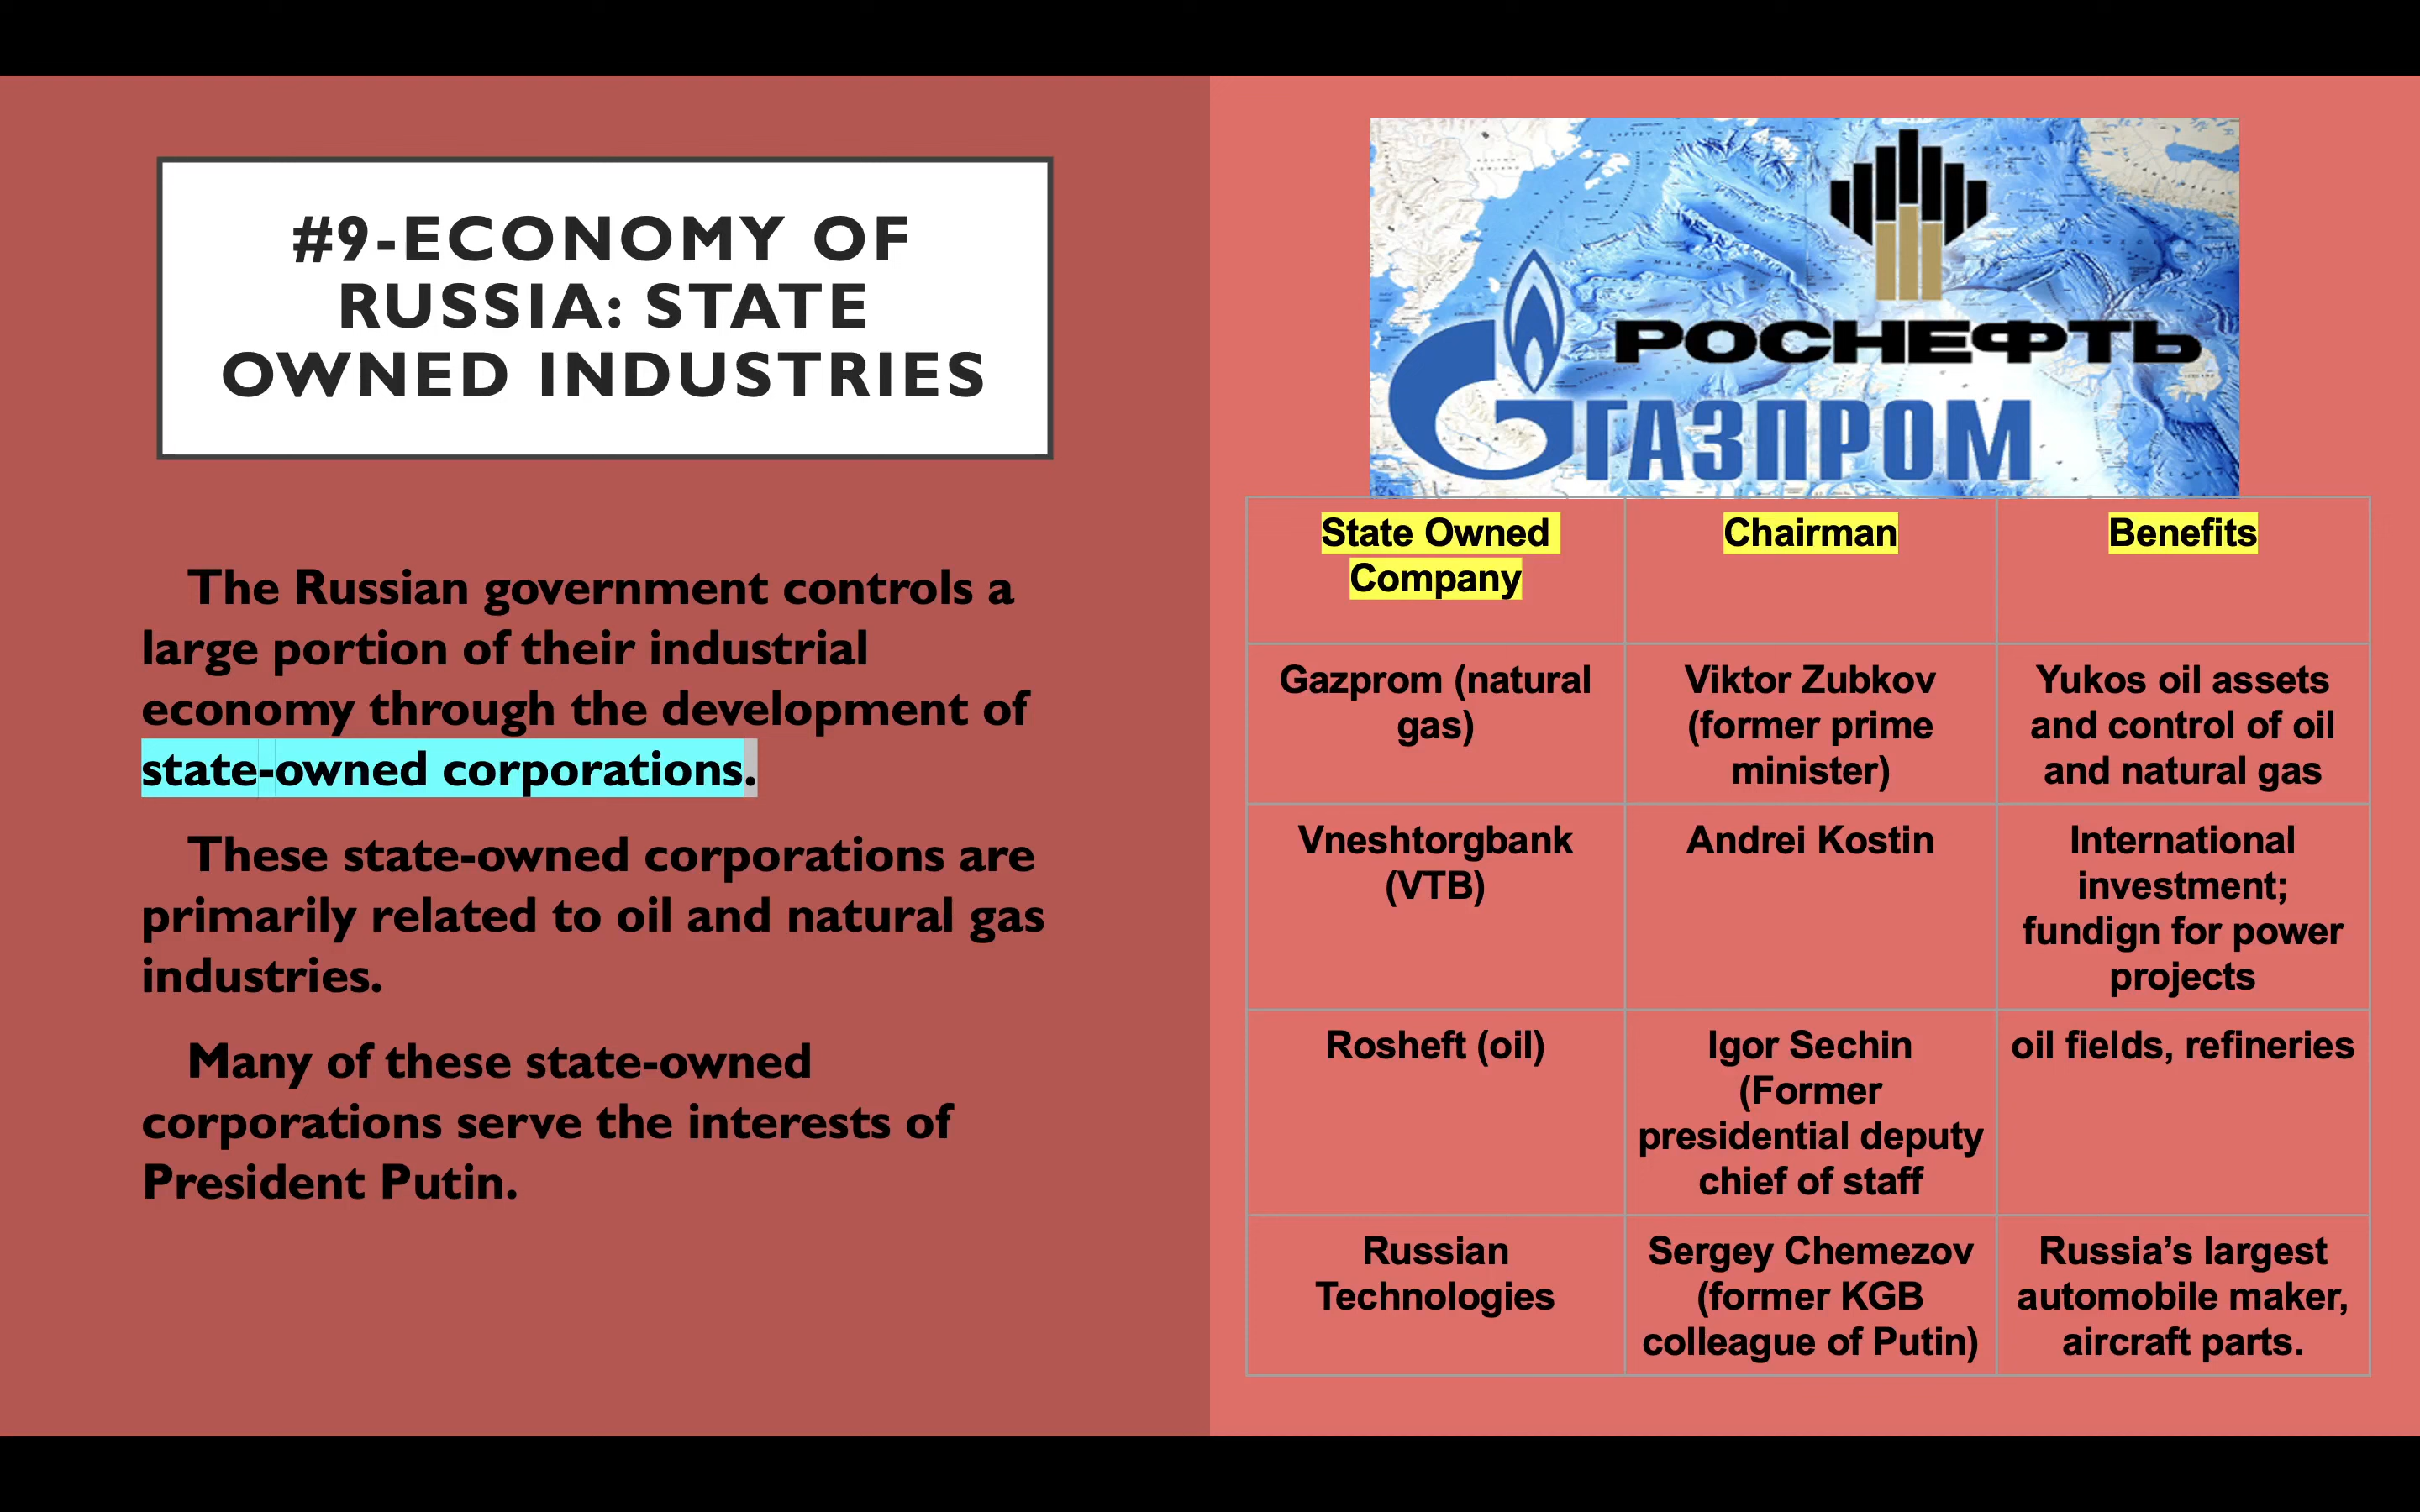 #9-ECONOMY OF
RUSSIA: STATE
OWNED INDUSTRIES
The Russian government controls a
large portion of their industrial
economy through the development of
state-owned corporations.
These state-owned corporations are
primarily related to oil and natural gas
industries.
Many of these state-owned
corporations serve the interests of
President Putin.
РОСНЕФТЬ
ГАЗПРОМ
State Owned
Company
Chairman
Benefits
Gazprom (natural
gas)
Viktor Zubkov
(former prime
minister)
Yukos oil assets
and control of oil
and natural gas
Vneshtorgbank
(VTB)
Andrei Kostin
International
investment;
fundign for power
projects
Rosheft (oil)
Igor Sechin
(Former
presidential deputy
chief of staff
oil fields, refineries
Russian
Technologies
Sergey Chemezov
(former KGB
colleague of Putin)
Russia’s largest
automobile maker,
aircraft parts.